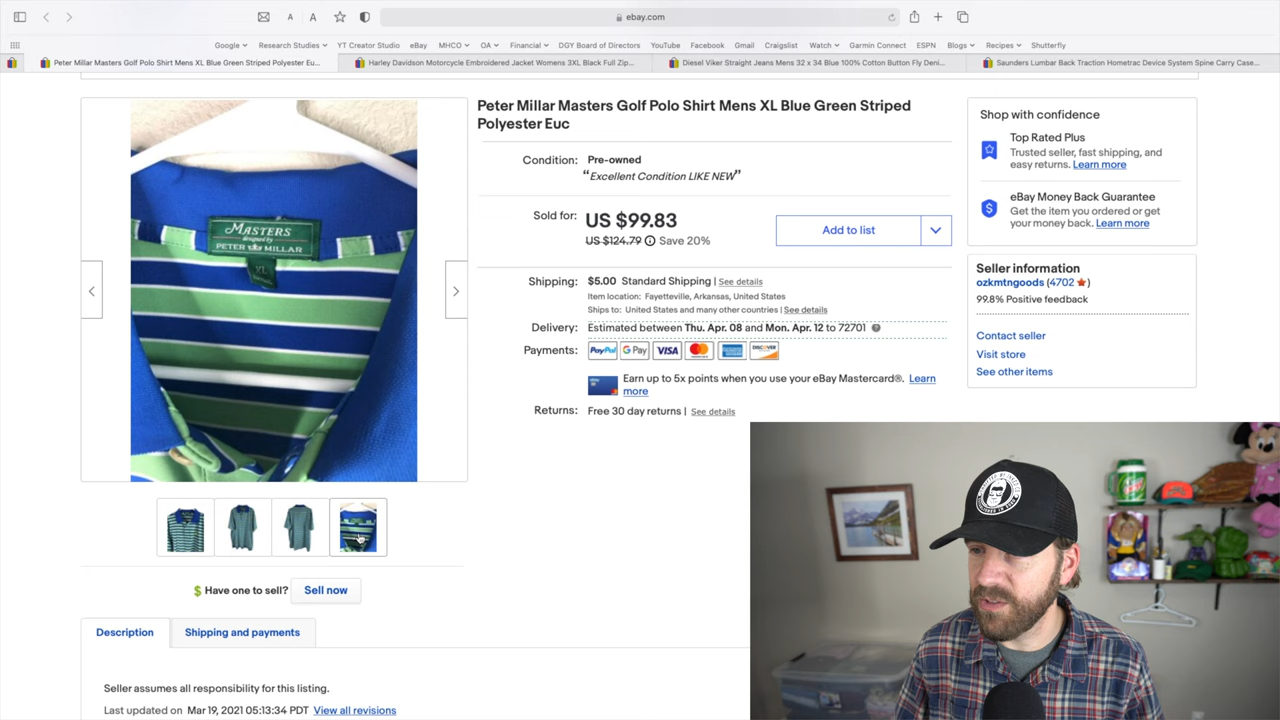 ebay.com
Google
Research Studies
YT Creator Studio
eBay
MHCO
OA
Financial
DGY Board of Directors
YouTube
Facebook
Gmail
Craigslist
Watch
Garmin Connect
ESPN
Blogs
Recipes
Shutterfly
Peter Millar Masters Golf Polo Shirt Mens XL Blue Green Striped Polyester Eu...
Harley Davidson Motorcycle Embroidered Jacket Womens 3XL Black Full Zip...
Diesel Viker Straight Jeans Mens 32 x 34 Blue 100% Cotton Button Fly Deni...
Saunders Lumbar Back Traction Hometrac Device System Spine Carry Case...
Peter Millar Masters Golf Polo Shirt Mens XL Blue Green Striped
Polyester Euc
Condition: Pre-owned
“Excellent Condition LIKE NEW”
Sold for: US $99.83
US $124.79 Save 20%
Add to list
Shipping: $5.00 Standard Shipping | See details
Item location: Fayetteville, Arkansas, United States
Ships to: United States and many other countries | See details
Delivery: Estimated between Thu. Apr. 08 and Mon. Apr. 12 to 72701
Payments: PayPal G Pay VISA
Earn up to 5x points when you use your eBay Mastercard®. Learn
more
Returns: Free 30 day returns | See details
Shop with confidence
Top Rated Plus
Trusted seller, fast shipping, and
easy returns. Learn more
eBay Money Back Guarantee
Get the item you ordered or get
your money back. Learn more
Seller information
ozkmtngoods (4702 )
99.8% Positive feedback
Contact seller
Visit store
See other items
MASTERS
designed by
PETER MILLAR
XL
Have one to sell? Sell now
Description
Shipping and payments
Seller assumes all responsibility for this listing.
Last updated on Mar 19, 2021 05:13:34 PDT View all revisions